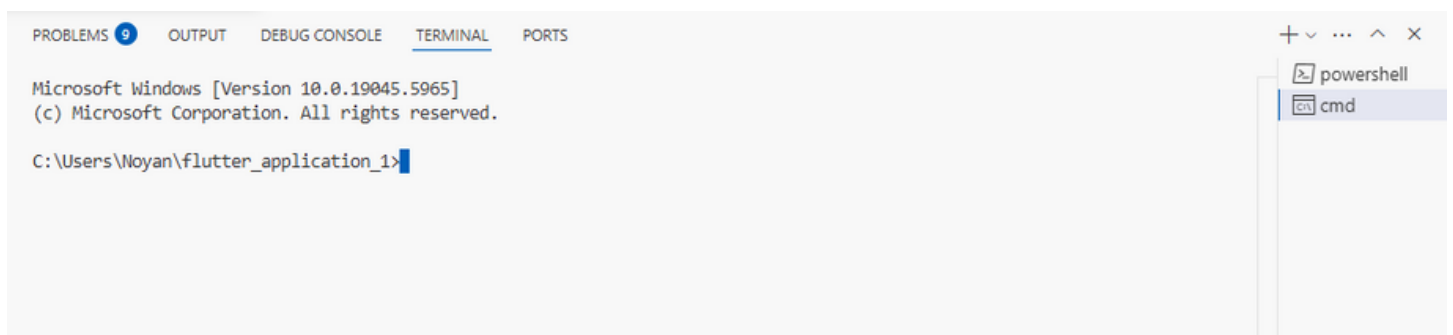 PROBLEMS 9 OUTPUT DEBUG CONSOLE TERMINAL PORTS
powershell
cmd
Microsoft Windows [Version 10.0.19045.5965]
(c) Microsoft Corporation. All rights reserved.
C:\Users\Noyan\flutter_application_1>